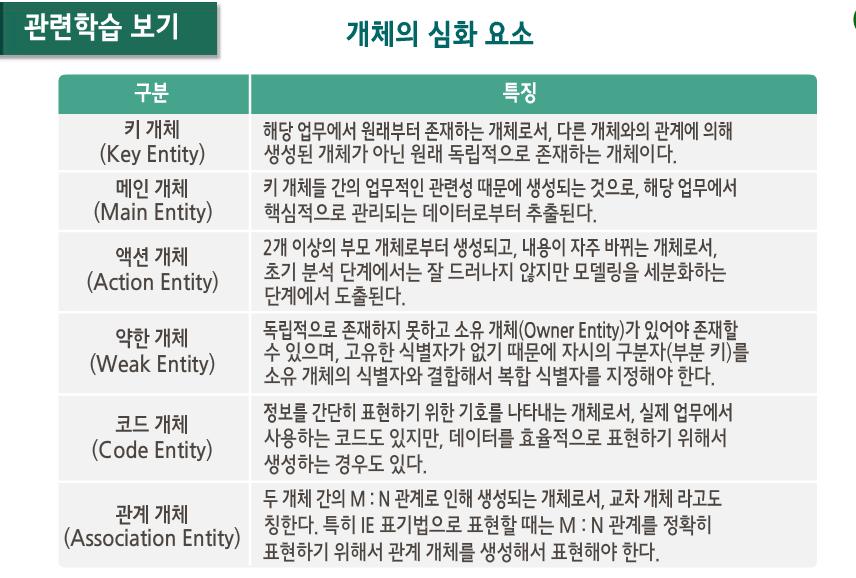 관련학습 보기
개체의 심화 요소
구분
특징
키 개체
(Key Entity)
해당 업무에서 원래부터 존재하는 개체로서, 다른 개체와의 관계에 의해
생성된 개체가 아닌 원래 독립적으로 존재하는 개체이다.
메인 개체
(Main Entity)
키 개체들 간의 업무적인 관련성 때문에 생성되는 것으로, 해당 업무에서
핵심적으로 관리되는 데이터로부터 추출된다.
액션 개체
(Action Entity)
2개 이상의 부모 개체로부터 생성되고, 내용이 자주 바뀌는 개체로서,
초기 분석 단계에서는 잘 드러나지 않지만 모델링을 세분화하는
단계에서 도출된다.
약한 개체
(Weak Entity)
독립적으로 존재하지 못하고 소유 개체(Owner Entity)가 있어야 존재할
수 있으며, 고유한 식별자가 없기 때문에 자시의 구분자(부분 키)를
소유 개체의 식별자와 결합해서 복합 식별자를 지정해야 한다.
코드 개체
(Code Entity)
정보를 간단히 표현하기 위한 기호를 나타내는 개체로서, 실제 업무에서
사용하는 코드도 있지만, 데이터를 효율적으로 표현하기 위해서
생성하는 경우도 있다.
관계 개체
(Association Entity)
두 개체 간의 M : N 관계로 인해 생성되는 개체로서, 교차 개체 라고도
칭한다. 특히 IE 표기법으로 표현할 때는 M : N 관계를 정확히
표현하기 위해서 관계 개체를 생성해서 표현해야 한다.